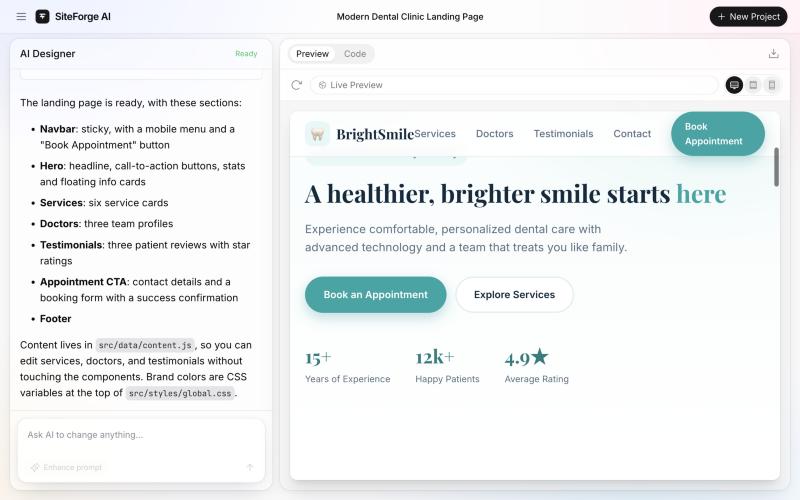 SiteForge AI
Modern Dental Clinic Landing Page
+ New Project
AI Designer
Ready
The landing page is ready, with these sections:
• Navbar: sticky, with a mobile menu and a
"Book Appointment" button
• Hero: headline, call-to-action buttons, stats
and floating info cards
• Services: six service cards
• Doctors: three team profiles
• Testimonials: three patient reviews with star
ratings
• Appointment CTA: contact details and a
booking form with a success confirmation
• Footer
Content lives in src/data/content.js, so you can
edit services, doctors, and testimonials without
touching the components. Brand colors are CSS
variables at the top of src/styles/global.css.
Ask AI to change anything...
Enhance prompt
Preview
Code
Live Preview
BrightSmile
Services
Doctors
Testimonials
Contact
Book
Appointment
A healthier, brighter smile starts here
Experience comfortable, personalized dental care with
advanced technology and a team that treats you like family.
Book an Appointment
Explore Services
15+
Years of Experience
12k+
Happy Patients
4.9★
Average Rating